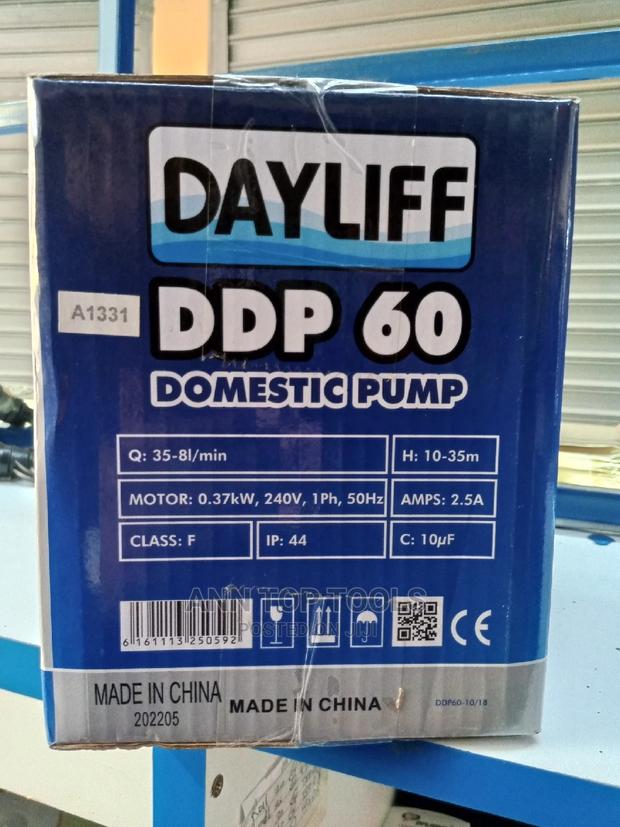 DAYLIFF
A1331
DDP 60
DOMESTIC PUMP
Q: 35-8l/min
H: 10-35m
MOTOR: 0.37kW, 240V, 1Ph, 50Hz
AMPS: 2.5A
CLASS: F
IP: 44
C: 10µF
ANN TOP TOOLS
POSTED ON JIJI
6 161113 250592
CE
MADE IN CHINA
202205
MADE IN CHINA
DDP60-10/18